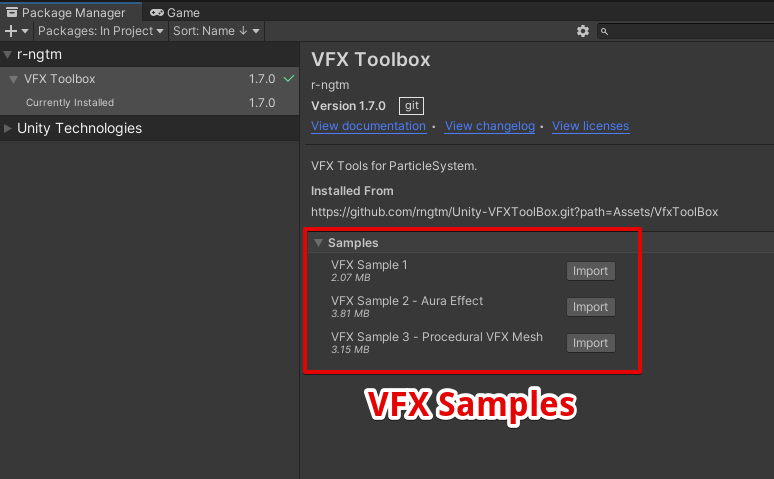 Package Manager
Game
Packages: In Project
Sort: Name ↓
r-ngtm
VFX Toolbox 1.7.0
Currently Installed 1.7.0
Unity Technologies
VFX Toolbox
r-ngtm
Version 1.7.0 git
View documentation • View changelog • View licenses
VFX Tools for ParticleSystem.
Installed From
https://github.com/rngtm/Unity-VFXToolBox.git?path=Assets/VfxToolBox
Samples
VFX Sample 1
2.07 MB
Import
VFX Sample 2 - Aura Effect
3.81 MB
Import
VFX Sample 3 - Procedural VFX Mesh
3.15 MB
Import
VFX Samples